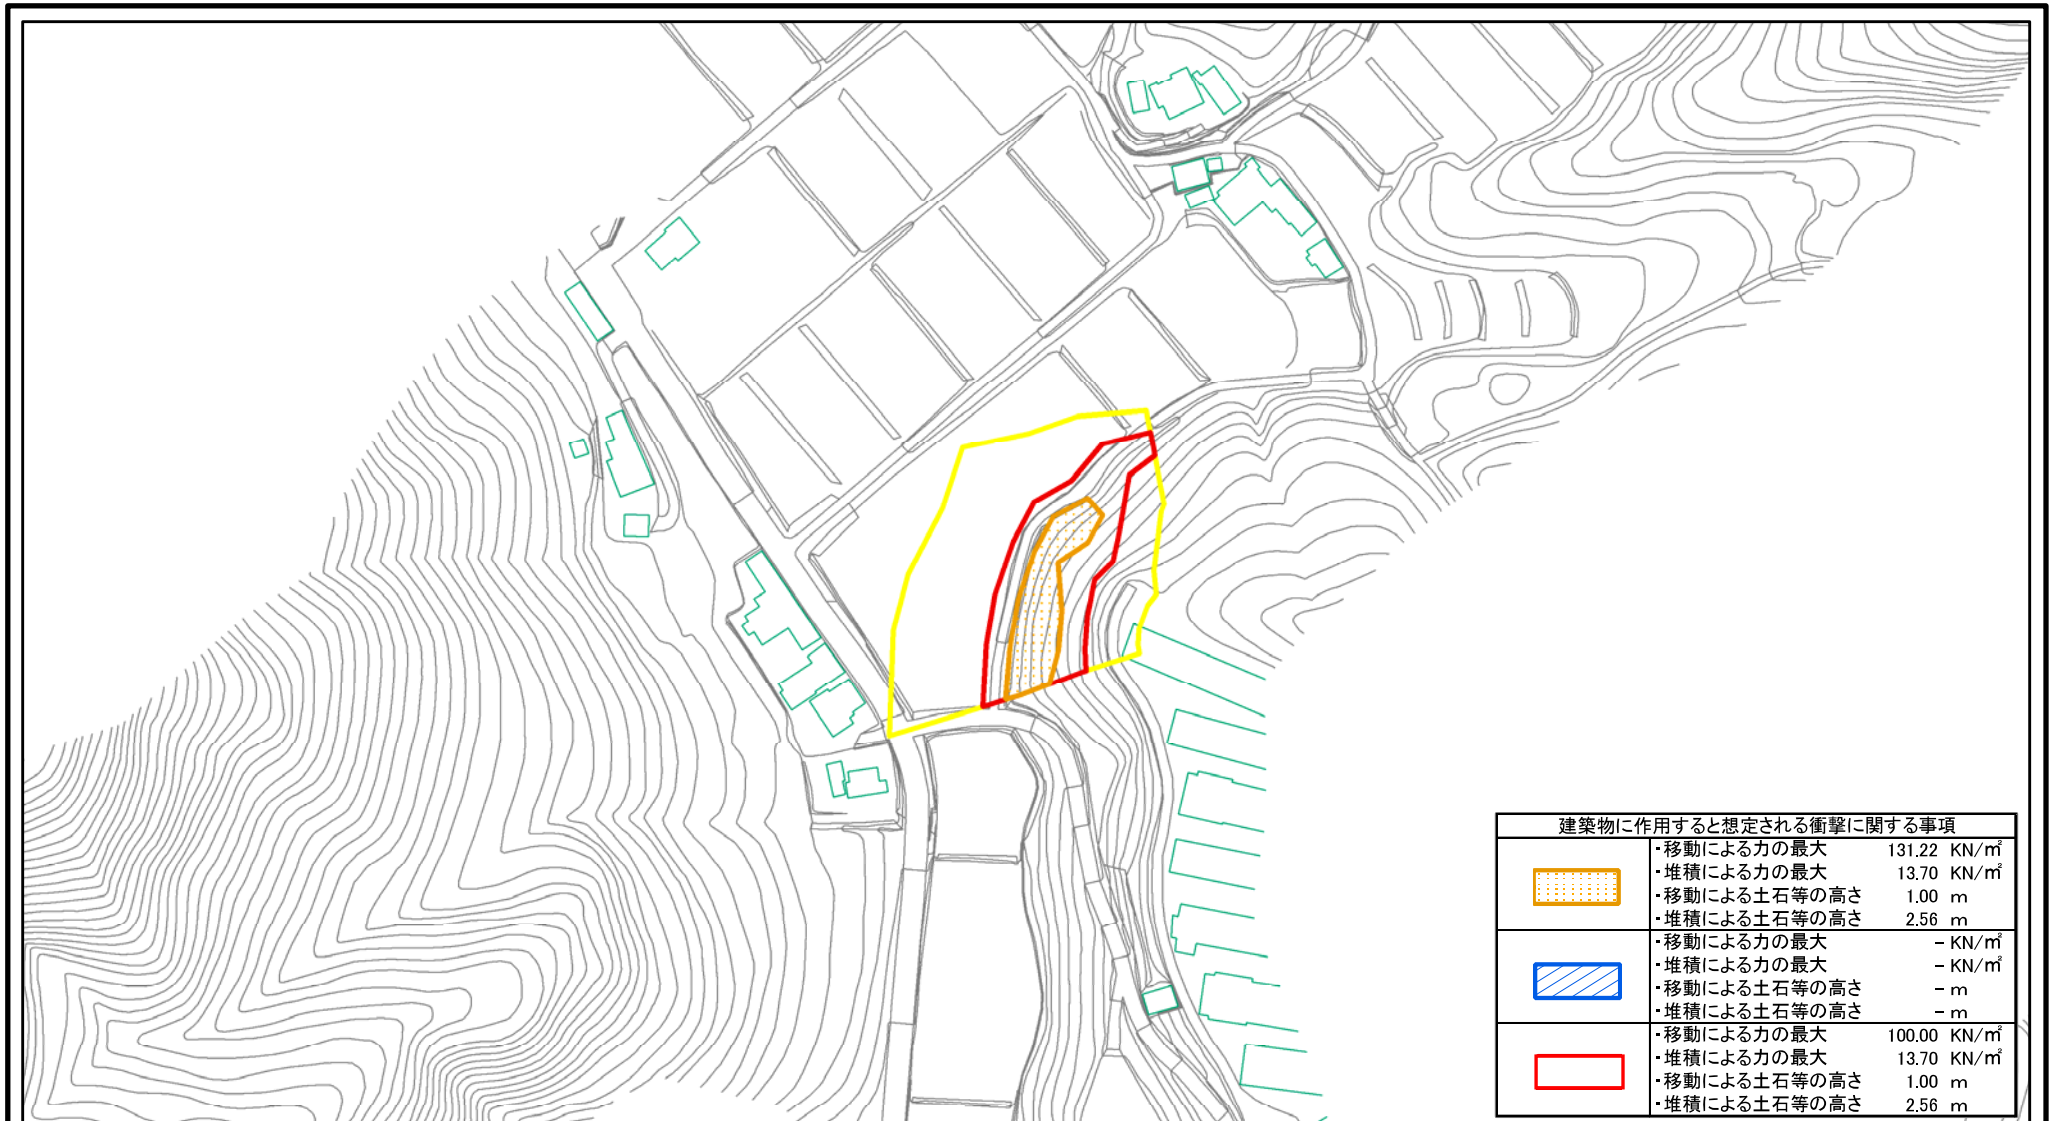 建築物に作用すると想定される衝撃に関する事項
・移動による力の最大 131.22 KN/㎡
・堆積による力の最大 13.70 KN/㎡
・移動による土石等の高さ 1.00 m
・堆積による土石等の高さ 2.56 m
・移動による力の最大 － KN/㎡
・堆積による力の最大 － KN/㎡
・移動による土石等の高さ － m
・堆積による土石等の高さ － m
・移動による力の最大 100.00 KN/㎡
・堆積による力の最大 13.70 KN/㎡
・移動による土石等の高さ 1.00 m
・堆積による土石等の高さ 2.56 m